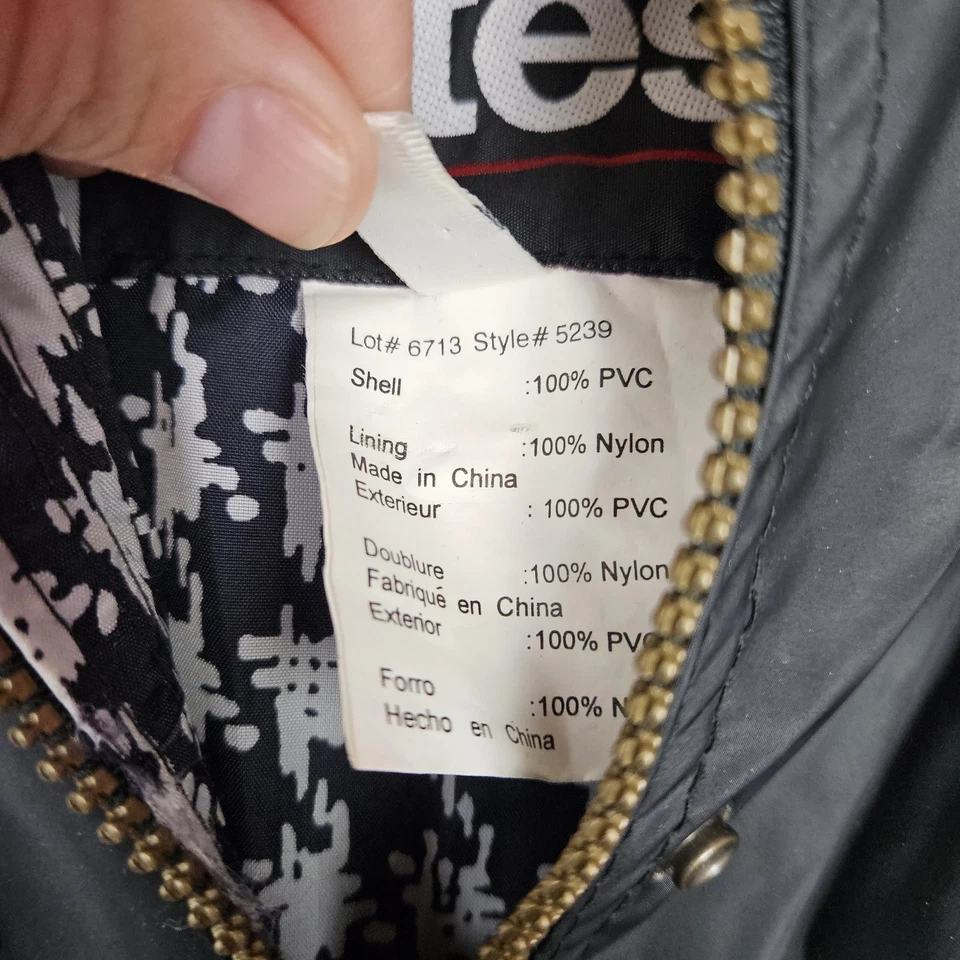 tes
Lot# 6713 Style# 5239
Shell :100% PVC
Lining :100% Nylon
Made in China
Exterieur : 100% PVC
Doublure :100% Nylon
Fabriqué en China
Exterior :100% PVC
Forro :100% N
Hecho en China